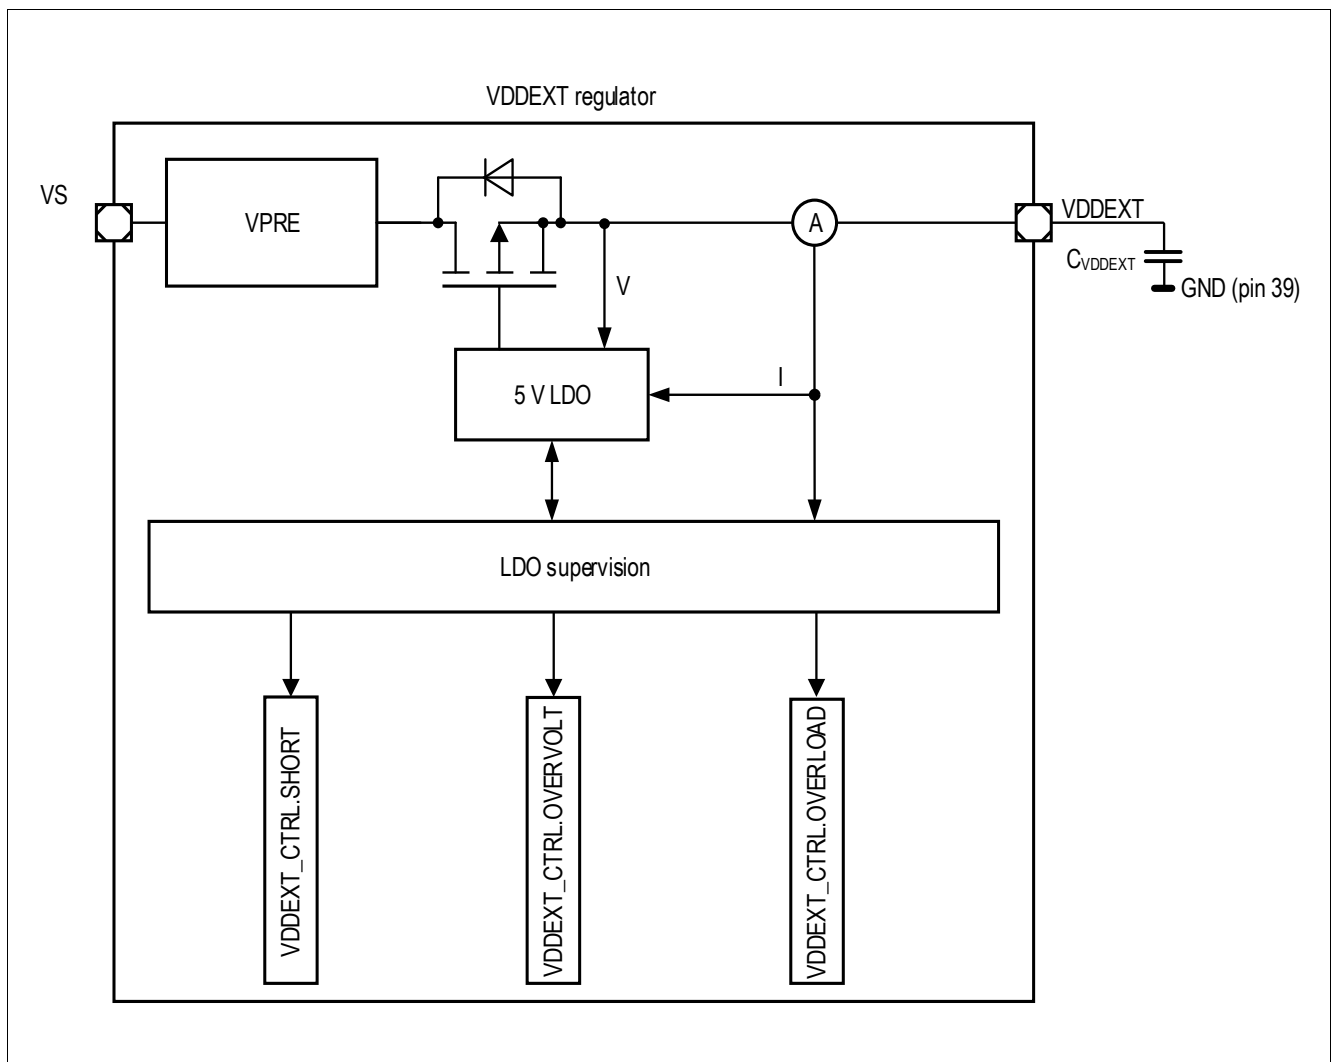 VDDEXT regulator
VS
VPRE
A
VDDEXT
CVDDEXT
GND (pin 39)
V
5 V LDO
I
LDO supervision
VDDEXT_CTRL.SHORT
VDDEXT_CTRL.OVERVOLT
VDDEXT_CTRL.OVERLOAD